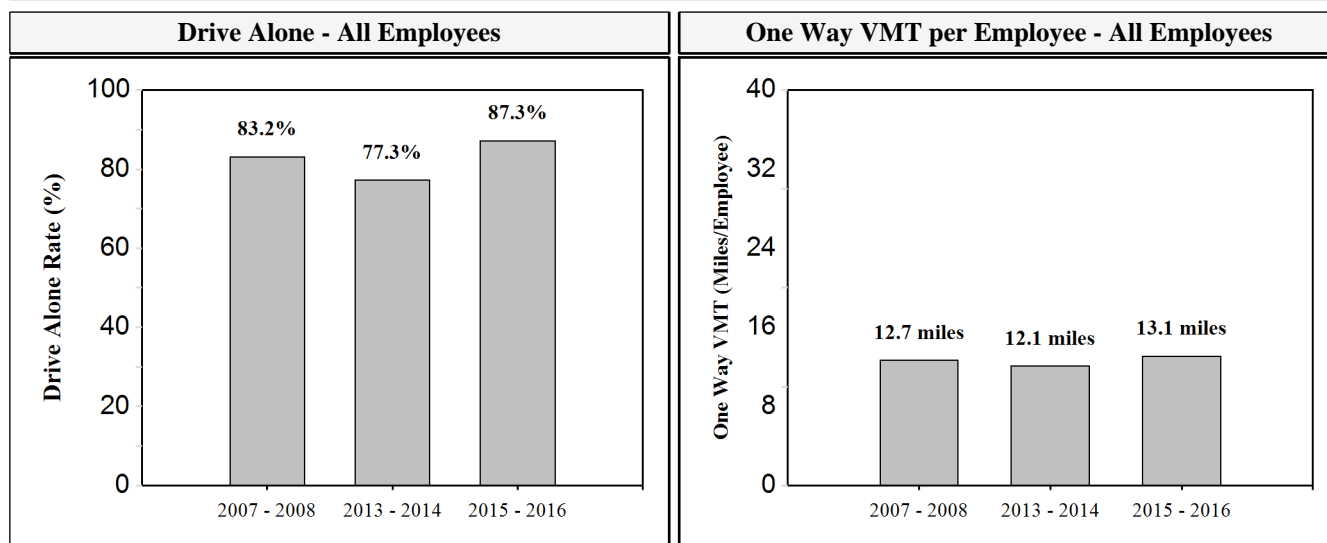 Drive Alone - All Employees
100
80
60
40
20
0
Drive Alone Rate (%)
83.2%
77.3%
87.3%
2007 - 2008
2013 - 2014
2015 - 2016
One Way VMT per Employee - All Employees
40
32
24
16
8
0
One Way VMT (Miles/Employee)
12.7 miles
12.1 miles
13.1 miles
2007 - 2008
2013 - 2014
2015 - 2016